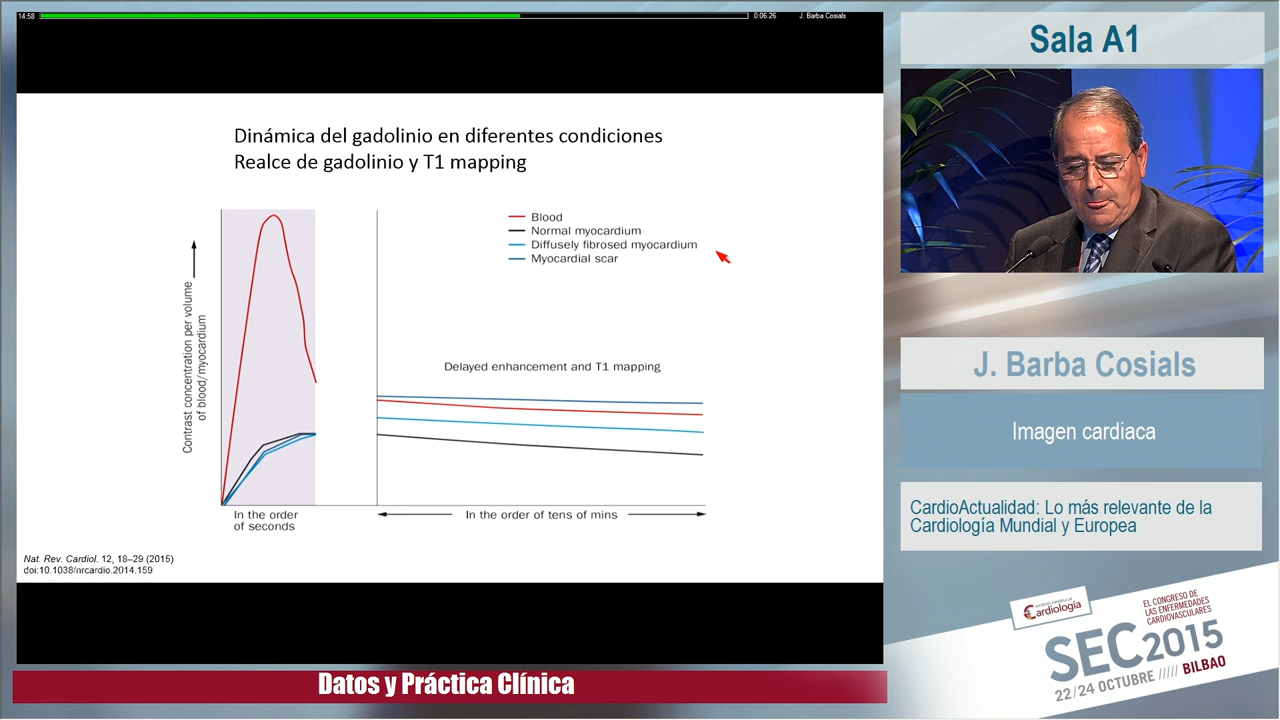 14:58
0:06:26
J. Barba Cosials
Dinámica del gadolinio en diferentes condiciones
Realce de gadolinio y T1 mapping
Contrast concentration per volume
of blood/myocardium
Blood
Normal myocardium
Diffusely fibrosed myocardium
Myocardial scar
Delayed enhancement and T1 mapping
In the order
of seconds
In the order of tens of mins
Nat. Rev. Cardiol. 12, 18–29 (2015)
doi:10.1038/nrcardio.2014.159
Datos y Práctica Clínica
Sala A1
J. Barba Cosials
Imagen cardiaca
CardioActualidad: Lo más relevante de la
Cardiología Mundial y Europea
SOCIEDAD ESPAÑOLA DE
Cardiología
EL CONGRESO DE
LAS ENFERMEDADES
CARDIOVASCULARES
SEC2015
22/24 OCTUBRE ///// BILBAO